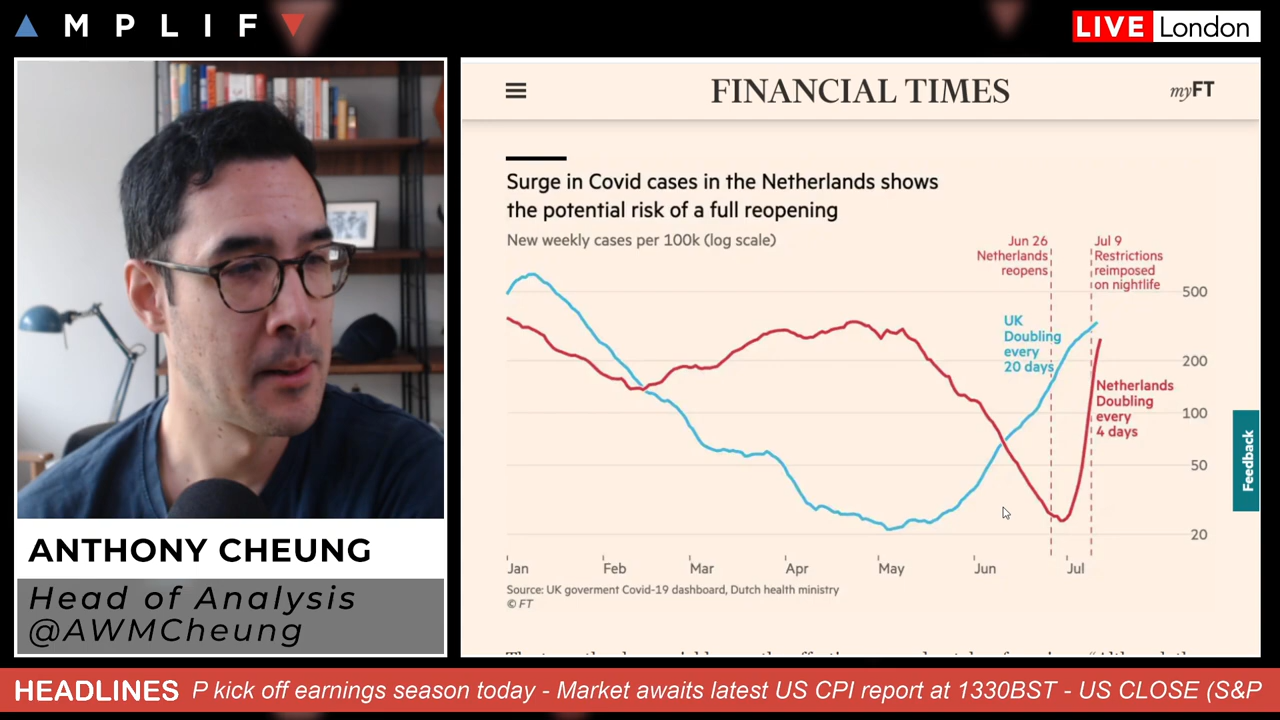 AMPLIFY
LIVE London
FINANCIAL TIMES
myFT
Surge in Covid cases in the Netherlands shows
the potential risk of a full reopening
New weekly cases per 100k (log scale)
Jun 26
Netherlands
reopens
Jul 9
Restrictions
reimposed
on nightlife
UK
Doubling
every
20 days
Netherlands
Doubling
every
4 days
500
200
100
50
20
Jan Feb Mar Apr May Jun Jul
Source: UK goverment Covid-19 dashboard, Dutch health ministry
© FT
Feedback
ANTHONY CHEUNG
Head of Analysis
@AWMCheung
HEADLINES P kick off earnings season today - Market awaits latest US CPI report at 1330BST - US CLOSE (S&P